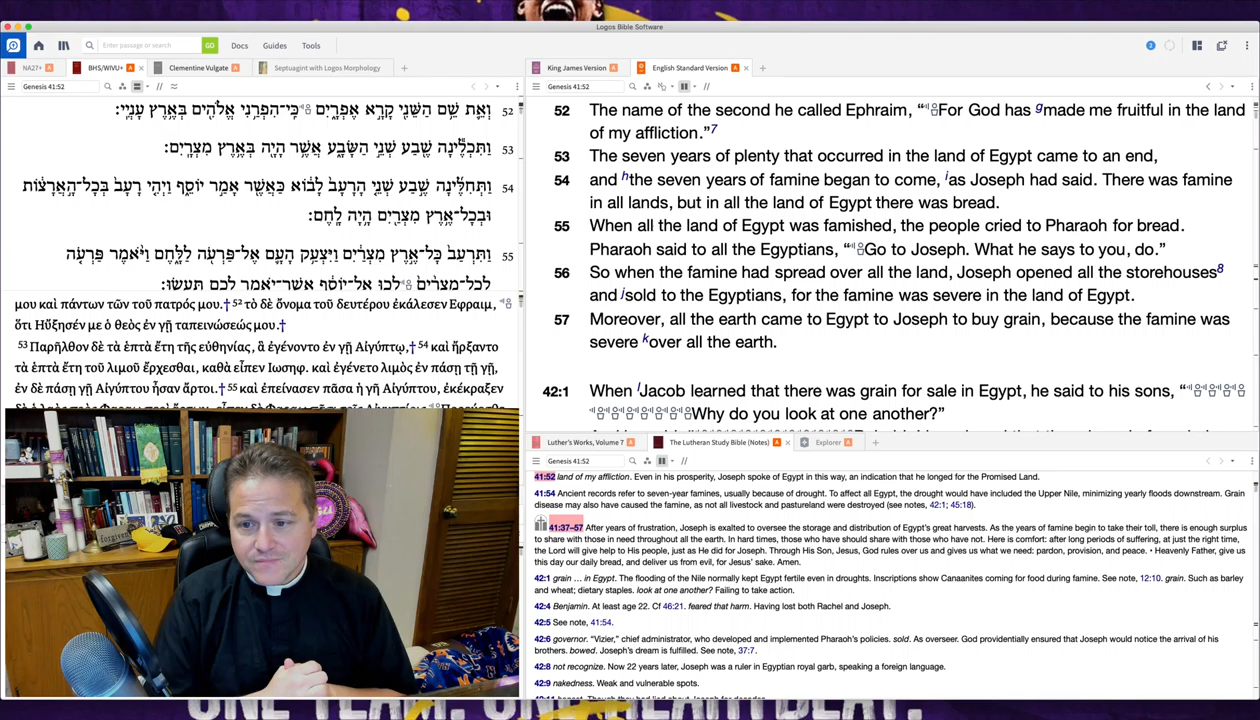 Logos Bible Software
Enter passage or search
GO
Docs
Guides
Tools
2
NA27+ A
BHS/WIVU+ A
Clementine Vulgate A
Septuagint with Logos Morphology
Genesis 41:52
52 וְאֵ֛ת שֵׁ֥ם הַשֵּׁנִ֖י קָרָ֣א אֶפְרָ֑יִם כִּֽי־הִפְרַ֥נִי אֱלֹהִ֖ים בְּאֶ֥רֶץ עָנְיִֽי׃
53 וַתִּכְלֶ֕ינָה שֶׁ֖בַע שְׁנֵ֣י הַשָּׂבָ֑ע אֲשֶׁ֥ר הָיָ֖ה בְּאֶ֥רֶץ מִצְרָֽיִם׃
54 וַתְּחִלֶּ֜ינָה שֶׁ֣בַע שְׁנֵ֤י הָרָעָב֙ לָב֔וֹא כַּאֲשֶׁ֖ר אָמַ֣ר יוֹסֵ֑ף וַיְהִ֤י רָעָב֙ בְּכָל־הָ֣אֲרָצ֔וֹת
וּבְכָל־אֶ֥רֶץ מִצְרַ֖יִם הָ֥יָה לָֽחֶם׃
55 וַתִּרְעַב֙ כָּל־אֶ֣רֶץ מִצְרַ֔יִם וַיִּצְעַ֥ק הָעָ֛ם אֶל־פַּרְעֹ֖ה לַלָּ֑חֶם וַיֹּ֨אמֶר פַּרְעֹ֤ה
לְכָל־מִצְרַ֙יִם֙ לְכ֣וּ אֶל־יוֹסֵ֔ף אֲשֶׁר־יֹאמַ֥ר לָכֶ֖ם תַּעֲשֽׂוּ׃
μου καὶ πάντων τῶν τοῦ πατρός μου.† 52 τὸ δὲ ὄνομα τοῦ δευτέρου ἐκάλεσεν Εφραιμ,
ὅτι Ηὔξησέν με ὁ θεὸς ἐν γῇ ταπεινώσεώς μου.†
53 Παρῆλθον δὲ τὰ ἑπτὰ ἔτη τῆς εὐθηνίας, ἃ ἐγένοντο ἐν γῇ Αἰγύπτῳ,† 54 καὶ ἤρξαντο
τὰ ἑπτὰ ἔτη τοῦ λιμοῦ ἔρχεσθαι, καθὰ εἶπεν Ιωσηφ. καὶ ἐγένετο λιμὸς ἐν πάσῃ τῇ γῇ,
ἐν δὲ πάσῃ γῇ Αἰγύπτου ἦσαν ἄρτοι.† 55 καὶ ἐπείνασεν πᾶσα ἡ γῆ Αἰγύπτου, ἐκέκραξεν
King James Version A
English Standard Version A
Genesis 41:52
52 The name of the second he called Ephraim, “For God has g made me fruitful in the land
of my affliction.”7
53 The seven years of plenty that occurred in the land of Egypt came to an end,
54 and h the seven years of famine began to come, i as Joseph had said. There was famine
in all lands, but in all the land of Egypt there was bread.
55 When all the land of Egypt was famished, the people cried to Pharaoh for bread.
Pharaoh said to all the Egyptians, “Go to Joseph. What he says to you, do.”
56 So when the famine had spread over all the land, Joseph opened all the storehouses8
and j sold to the Egyptians, for the famine was severe in the land of Egypt.
57 Moreover, all the earth came to Egypt to Joseph to buy grain, because the famine was
severe k over all the earth.
42:1 When l Jacob learned that there was grain for sale in Egypt, he said to his sons, “
Why do you look at one another?”
Luther's Works, Volume 7 A
The Lutheran Study Bible (Notes) A
Explorer A
Genesis 41:52
41:52 land of my affliction. Even in his prosperity, Joseph spoke of Egypt in this way, an indication that he longed for the Promised Land.
41:54 Ancient records refer to seven-year famines, usually because of drought. To affect all Egypt, the drought would have included the Upper Nile, minimizing yearly floods downstream. Grain
disease may also have caused the famine, as not all livestock and pastureland were destroyed (see notes, 42:1; 45:18).
41:37–57 After years of frustration, Joseph is exalted to oversee the storage and distribution of Egypt's great harvests. As the years of famine begin to take their toll, there is enough surplus
to share with those in need throughout all the earth. In hard times, those who have should share with those who have not. Here is comfort: after long periods of suffering, at just the right time,
the Lord will give help to His people, just as He did for Joseph. Through His Son, Jesus, God rules over us and gives us what we need: pardon, provision, and peace. • Heavenly Father, give us
this day our daily bread, and deliver us from evil, for Jesus' sake. Amen.
42:1 grain … in Egypt. The flooding of the Nile normally kept Egypt fertile even in droughts. Inscriptions show Canaanites coming for food during famine. See note, 12:10. grain. Such as barley
and wheat; dietary staples. look at one another? Failing to take action.
42:4 Benjamin. At least age 22. Cf 46:21. feared that harm. Having lost both Rachel and Joseph.
42:5 See note, 41:54.
42:6 governor. “Vizier,” chief administrator, who developed and implemented Pharaoh's policies. sold. As overseer. God providentially ensured that Joseph would notice the arrival of his
brothers. bowed. Joseph's dream is fulfilled. See note, 37:7.
42:8 not recognize. Now 22 years later, Joseph was a ruler in Egyptian royal garb, speaking a foreign language.
42:9 nakedness. Weak and vulnerable spots.
ONE TEAM. ONE HEARTBEAT.